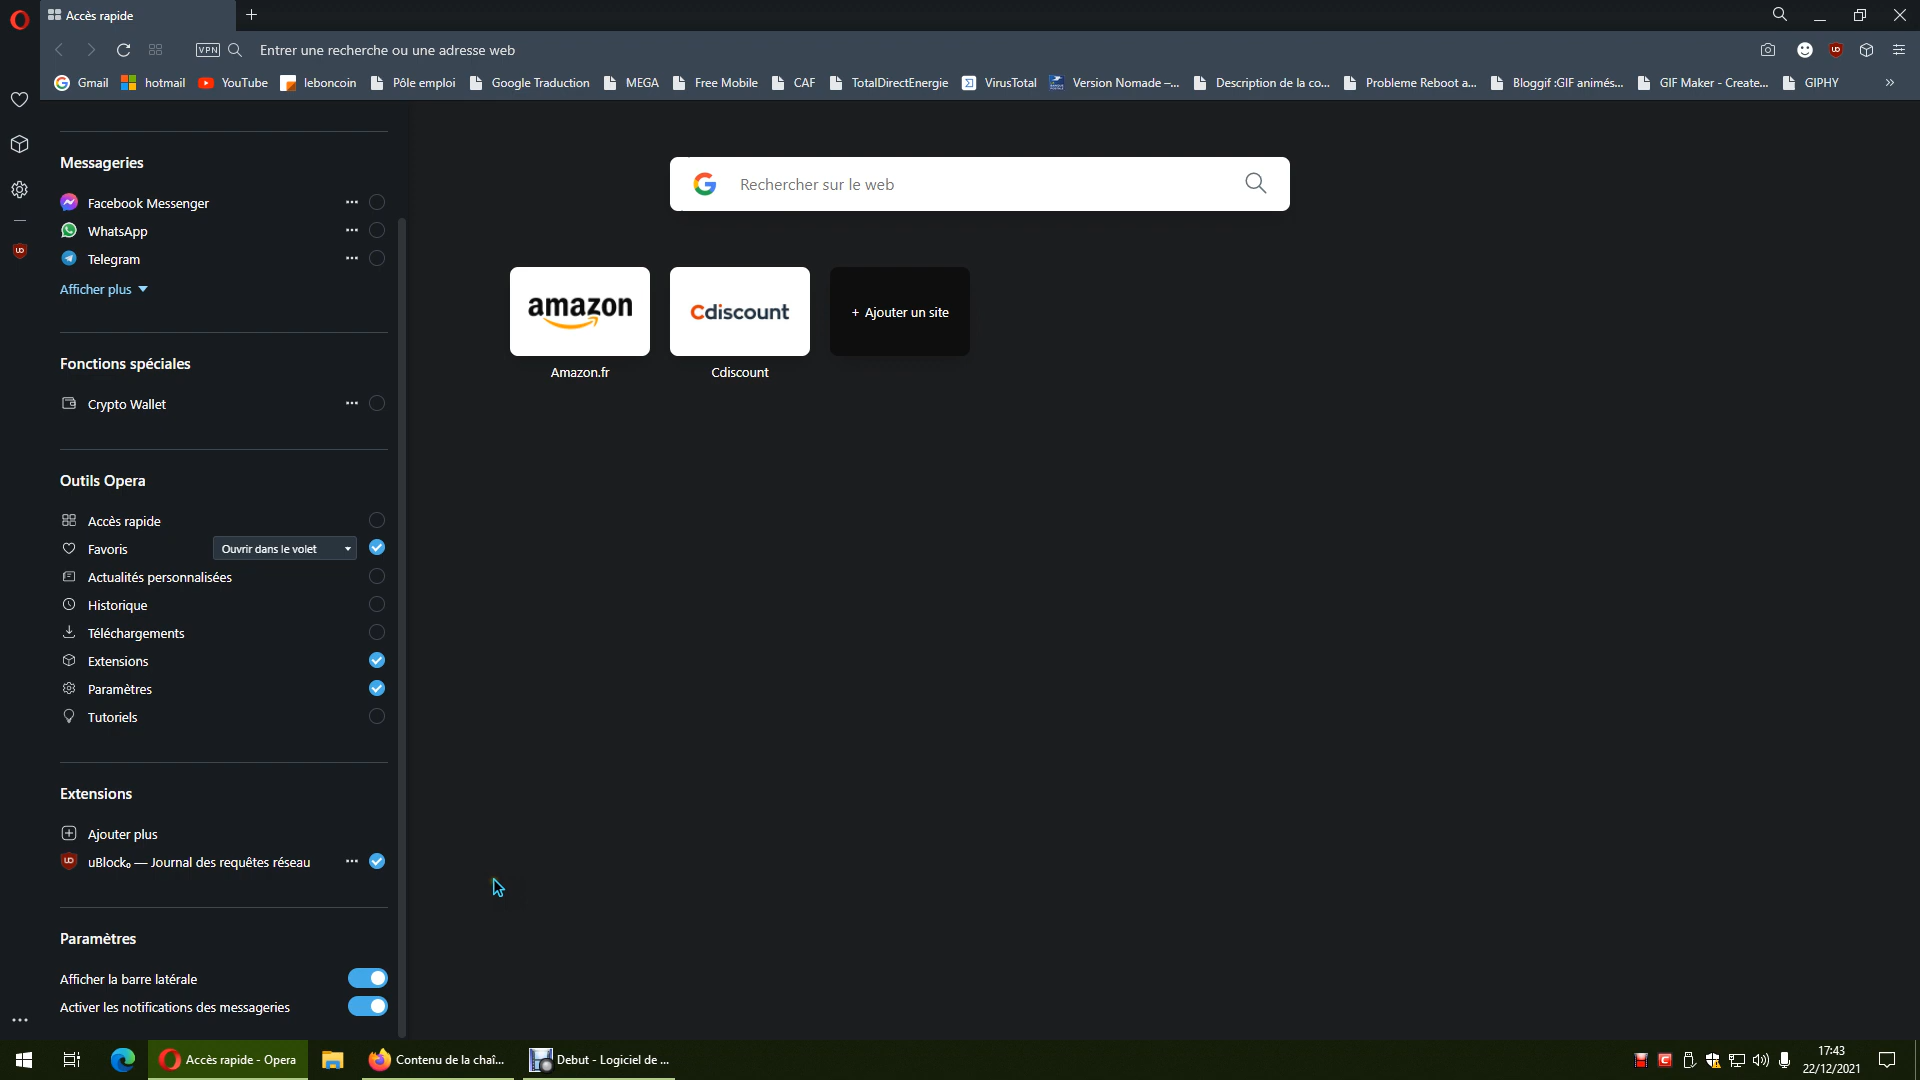 Accès rapide
VPN
Entrer une recherche ou une adresse web
Gmail hotmail YouTube leboncoin Pôle emploi Google Traduction MEGA Free Mobile CAF TotalDirectEnergie VirusTotal Version Nomade –... Description de la co... Probleme Reboot a... Bloggif :GIF animés... GIF Maker - Create... GIPHY »
Messageries
Facebook Messenger
WhatsApp
Telegram
Afficher plus
Fonctions spéciales
Crypto Wallet
Outils Opera
Accès rapide
Favoris Ouvrir dans le volet
Actualités personnalisées
Historique
Téléchargements
Extensions
Paramètres
Tutoriels
Extensions
Ajouter plus
uBlock₀ — Journal des requêtes réseau
Paramètres
Afficher la barre latérale
Activer les notifications des messageries
Rechercher sur le web
amazon Cdiscount + Ajouter un site
Amazon.fr Cdiscount
Accès rapide - Opera Contenu de la chaî... Debut - Logiciel de ...
17:43
22/12/2021